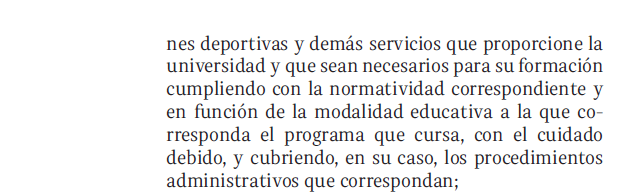 nes deportivas y demás servicios que proporcione la
universidad y que sean necesarios para su formación
cumpliendo con la normatividad correspondiente y
en función de la modalidad educativa a la que co-
rresponda el programa que cursa, con el cuidado
debido, y cubriendo, en su caso, los procedimientos
administrativos que correspondan;